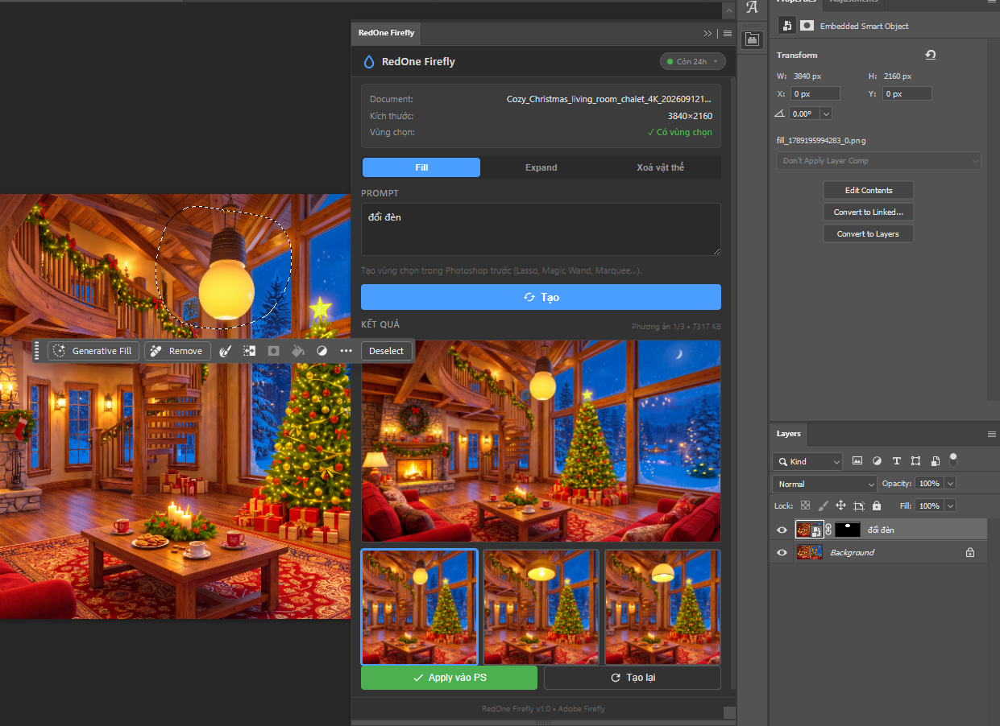 RedOne Firefly
RedOne Firefly
Còn 24h
Document:
Cozy_Christmas_living_room_chalet_4K_202609121...
Kích thước:
3840×2160
Vùng chọn:
✓ Có vùng chọn
Fill
Expand
Xoá vật thể
PROMPT
đổi đèn
Tạo vùng chọn trong Photoshop trước (Lasso, Magic Wand, Marquee...).
Tạo
KẾT QUẢ
Phương án 1/3 • 7317 KB
Generative Fill
Remove
Deselect
Apply vào PS
Tạo lại
RedOne Firefly v1.0 • Adobe Firefly
Properties
Adjustments
Embedded Smart Object
Transform
W: 3840 px
H: 2160 px
X: 0 px
Y: 0 px
0.00°
fill_1789195994283_0.png
Don't Apply Layer Comp
Edit Contents
Convert to Linked...
Convert to Layers
Layers
Kind
Normal
Opacity: 100%
Lock:
Fill: 100%
đổi đèn
Background